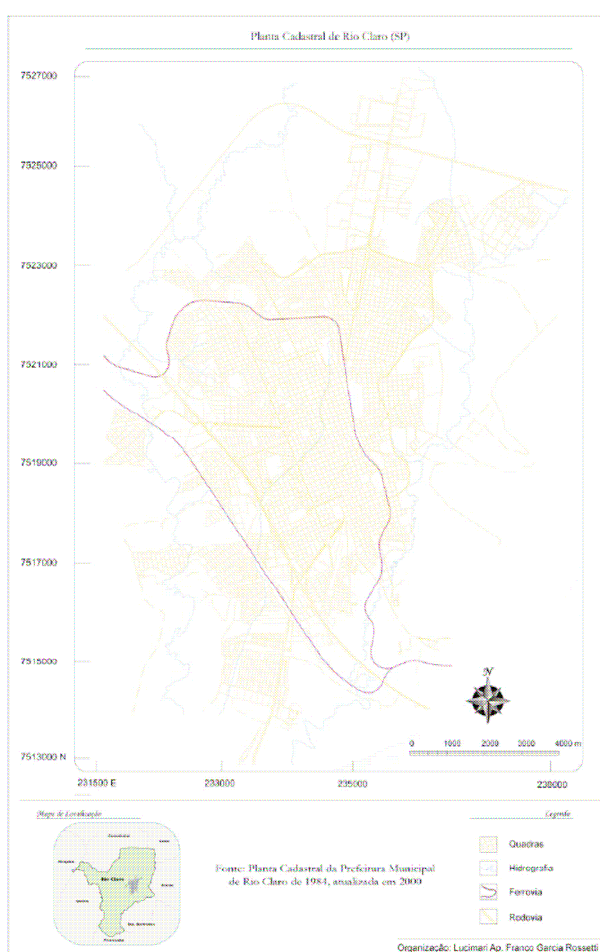 Planta Cadastral de Rio Claro (SP)
7527000
7525000
7523000
7521000
7519000
7517000
7515000
N
0 1000 2000 3000 4000 m
7513000 N
231500 E 233000 235000 238000
Mapa de Localização
Legenda
Rio Claro
Quadras
Hidrografia
Fonte: Planta Cadastral da Prefeitura Municipal
de Rio Claro de 1984, atualizada em 2000
Ferrovia
Rodovia
Organização: Lucimari Ap. Franco Garcia Rossetti